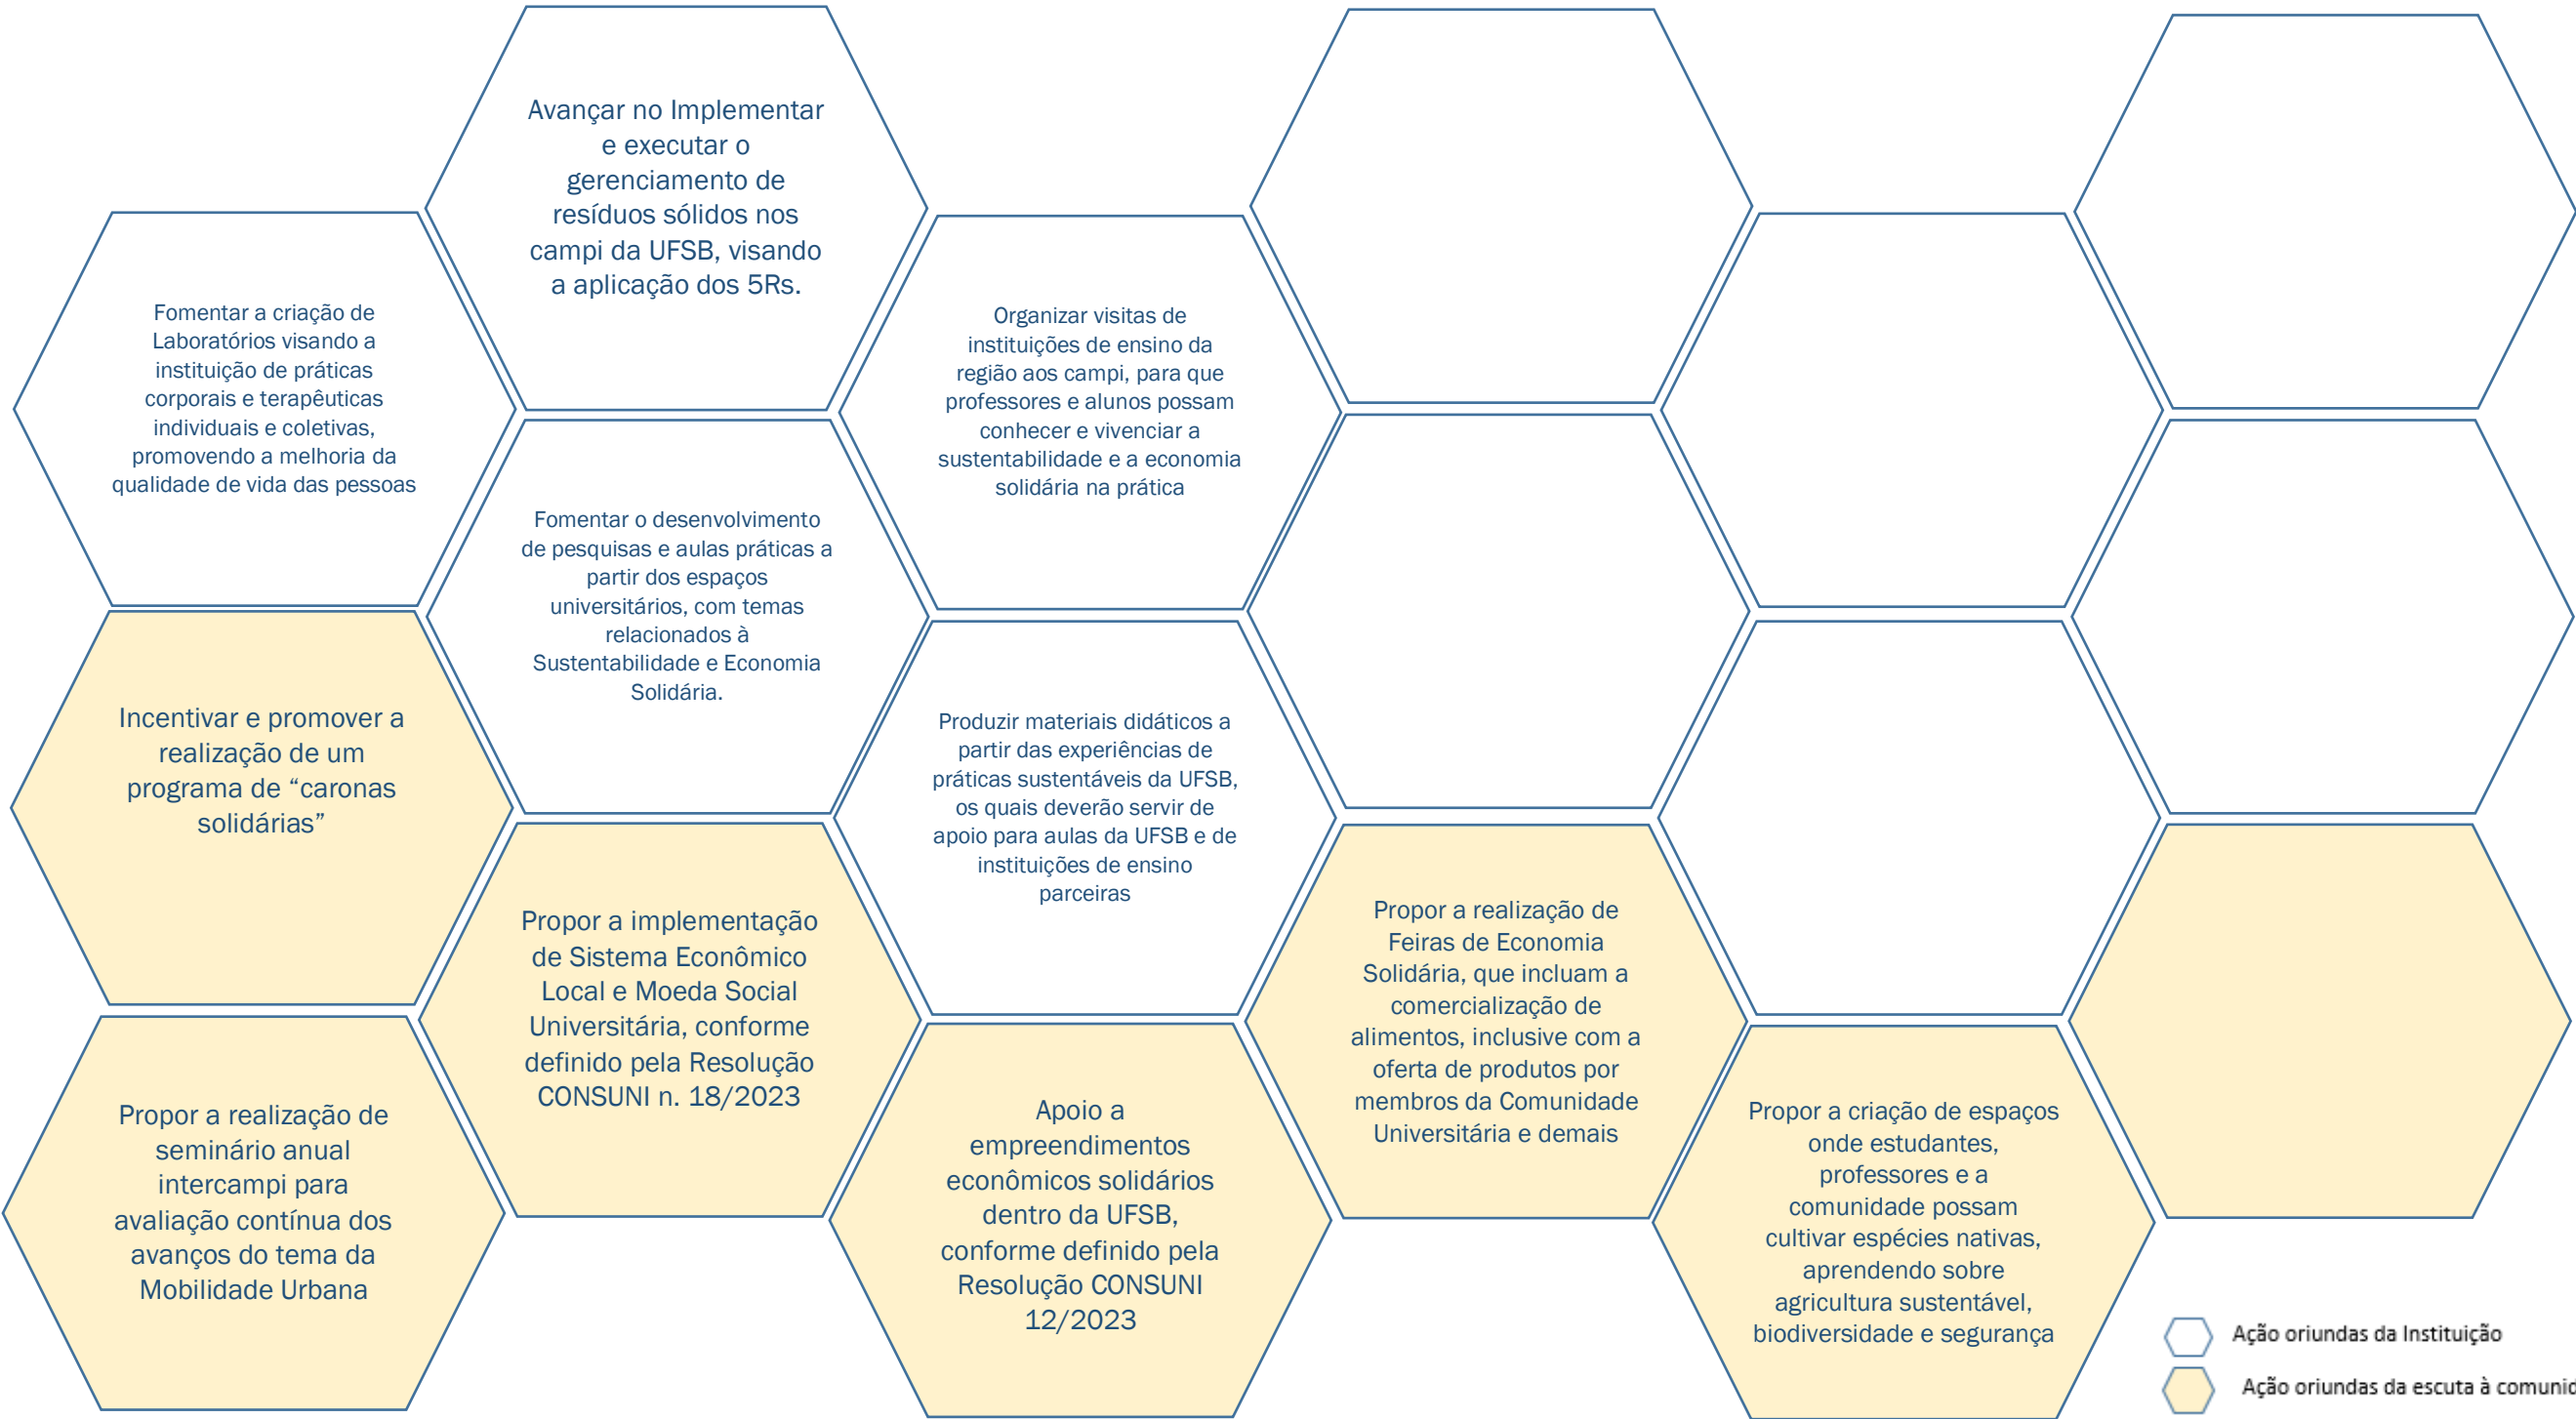 Avançar no Implementar
e executar o
gerenciamento de
resíduos sólidos nos
campi da UFSB, visando
a aplicação dos 5Rs.
Fomentar a criação de
Laboratórios visando a
instituição de práticas
corporais e terapêuticas
individuais e coletivas,
promovendo a melhoria da
qualidade de vida das pessoas
Organizar visitas de
instituições de ensino da
região aos campi, para que
professores e alunos possam
conhecer e vivenciar a
sustentabilidade e a economia
solidária na prática
Fomentar o desenvolvimento
de pesquisas e aulas práticas a
partir dos espaços
universitários, com temas
relacionados à
Sustentabilidade e Economia
Solidária.
Incentivar e promover a
realização de um
programa de “caronas
solidárias”
Produzir materiais didáticos a
partir das experiências de
práticas sustentáveis da UFSB,
os quais deverão servir de
apoio para aulas da UFSB e de
instituições de ensino
parceiras
Propor a implementação
de Sistema Econômico
Local e Moeda Social
Universitária, conforme
definido pela Resolução
CONSUNI n. 18/2023
Propor a realização de
Feiras de Economia
Solidária, que incluam a
comercialização de
alimentos, inclusive com a
oferta de produtos por
membros da Comunidade
Universitária e demais
Propor a realização de
seminário anual
intercampi para
avaliação contínua dos
avanços do tema da
Mobilidade Urbana
Apoio a
empreendimentos
econômicos solidários
dentro da UFSB,
conforme definido pela
Resolução CONSUNI
12/2023
Propor a criação de espaços
onde estudantes,
professores e a
comunidade possam
cultivar espécies nativas,
aprendendo sobre
agricultura sustentável,
biodiversidade e segurança
Ação oriundas da Instituição
Ação oriundas da escuta à comunid